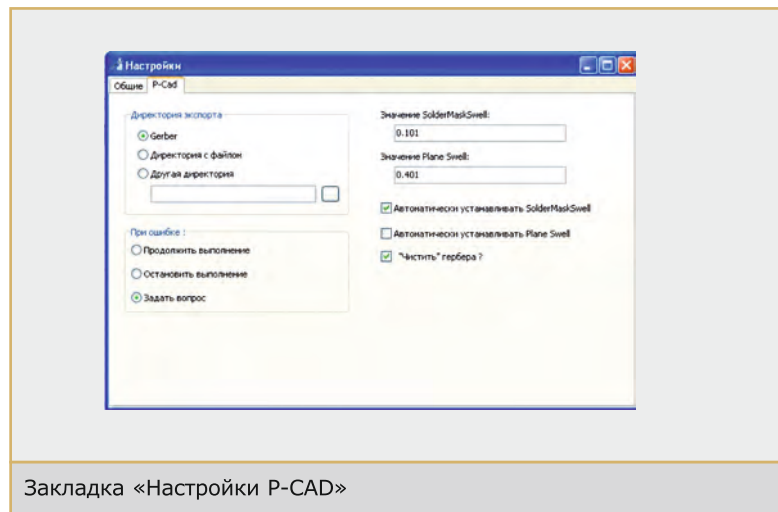 Настройки
Общие P-Cad
Директория экспорта
Gerber
Директория с файлом
Другая директория
При ошибке :
Продолжить выполнение
Остановить выполнение
Задать вопрос
Значение SolderMaskSwell:
0.101
Значение Plane Swell:
0.401
Автоматически устанавливать SolderMaskSwell
Автоматически устанавливать Plane Swell
"Чистить" гербера ?
Закладка «Настройки P-CAD»